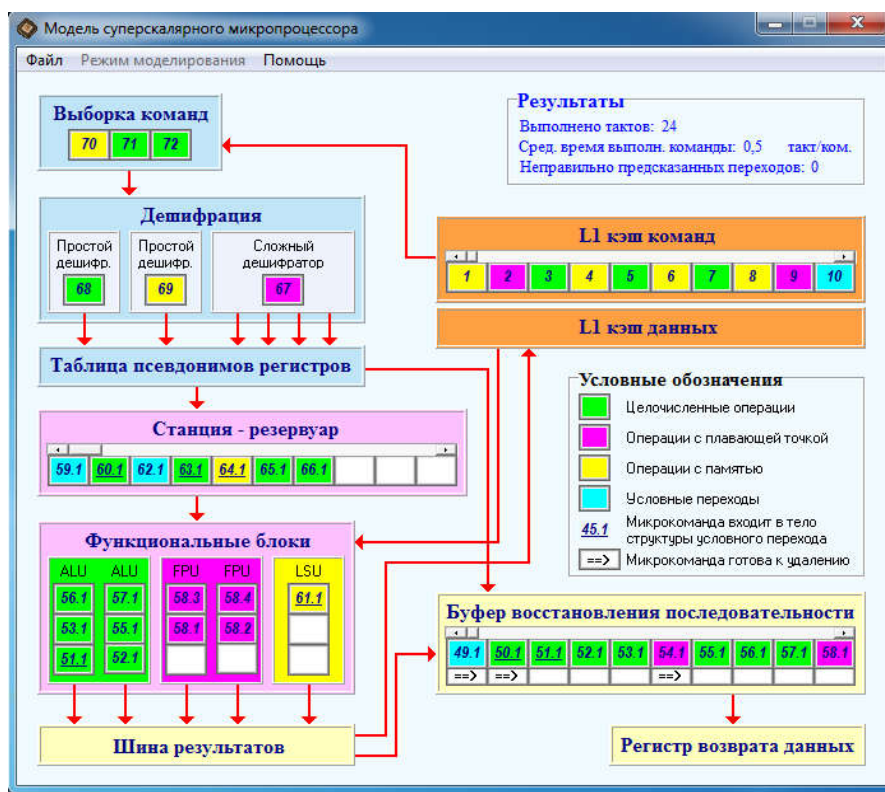 Модель суперскалярного микропроцессора
Файл Режим моделирования Помощь
Выборка команд
70 71 72
Результаты
Выполнено тактов: 24
Сред. время выполн. команды: 0,5 такт/ком.
Неправильно предсказанных переходов: 0
Дешифрация
Простой дешифр.
68
Простой дешифр.
69
Сложный дешифратор
67
L1 кэш команд
1 2 3 4 5 6 7 8 9 10
L1 кэш данных
Таблица псевдонимов регистров
Условные обозначения
Целочисленные операции
Операции с плавающей точкой
Операции с памятью
Условные переходы
45.1 Микрокоманда входит в тело
структуры условного перехода
==> Микрокоманда готова к удалению
Станция - резервуар
59.1 60.1 62.1 63.1 64.1 65.1 66.1
Функциональные блоки
ALU ALU FPU FPU LSU
56.1 57.1 58.3 58.4 61.1
53.1 55.1 58.1 58.2
51.1 52.1
Буфер восстановления последовательности
49.1 50.1 51.1 52.1 53.1 54.1 55.1 56.1 57.1 58.1
==> ==> ==>
Шина результатов
Регистр возврата данных